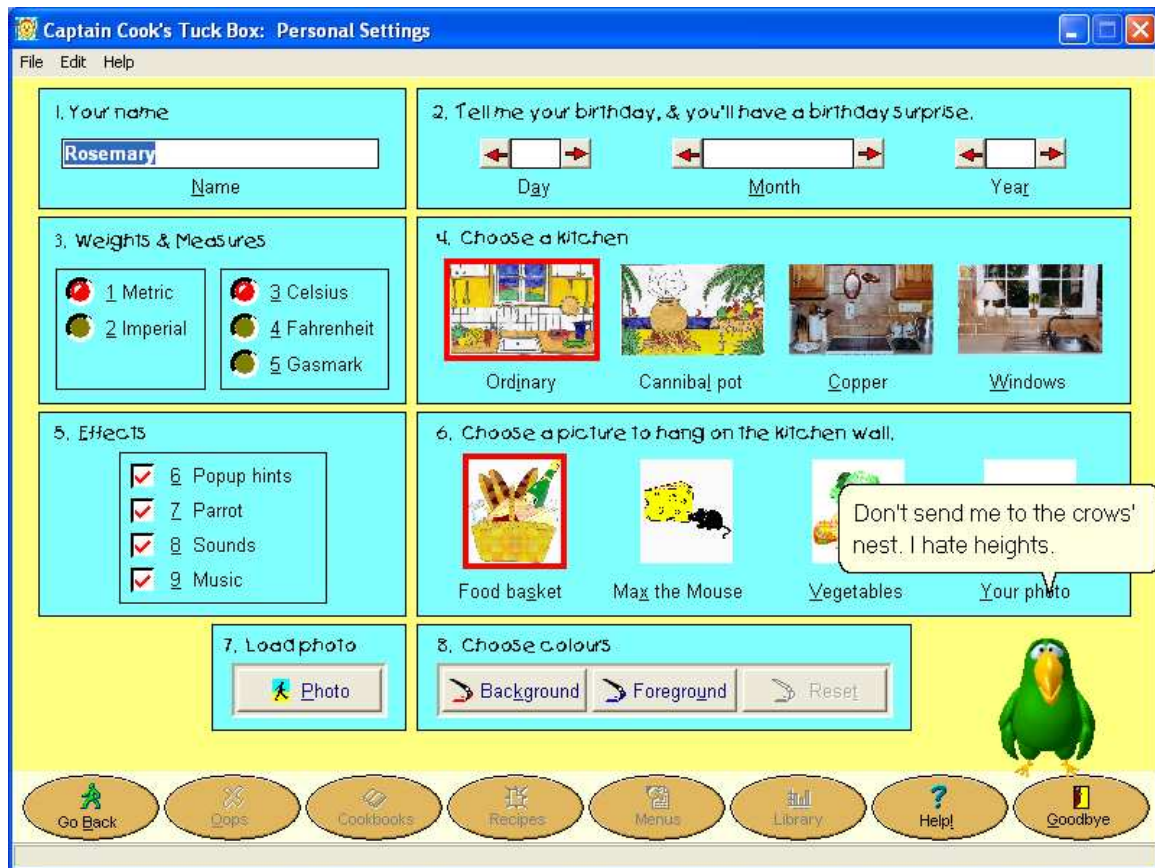 Captain Cook's Tuck Box: Personal Settings
File Edit Help
1. Your name
Rosemary
Name
2. Tell me your birthday, & you'll have a birthday surprise.
Day Month Year
3. Weights & Measures
1 Metric
2 Imperial
3 Celsius
4 Fahrenheit
5 Gasmark
4. Choose a kitchen
Ordinary Cannibal pot Copper Windows
5. Effects
6 Popup hints
7 Parrot
8 Sounds
9 Music
6. Choose a picture to hang on the kitchen wall.
Don't send me to the crows'
nest. I hate heights.
Food basket Max the Mouse Vegetables Your photo
7. Load photo
Photo
8. Choose colours
Background Foreground Reset
Go Back Oops Cookbooks Recipes Menus Library Help! Goodbye